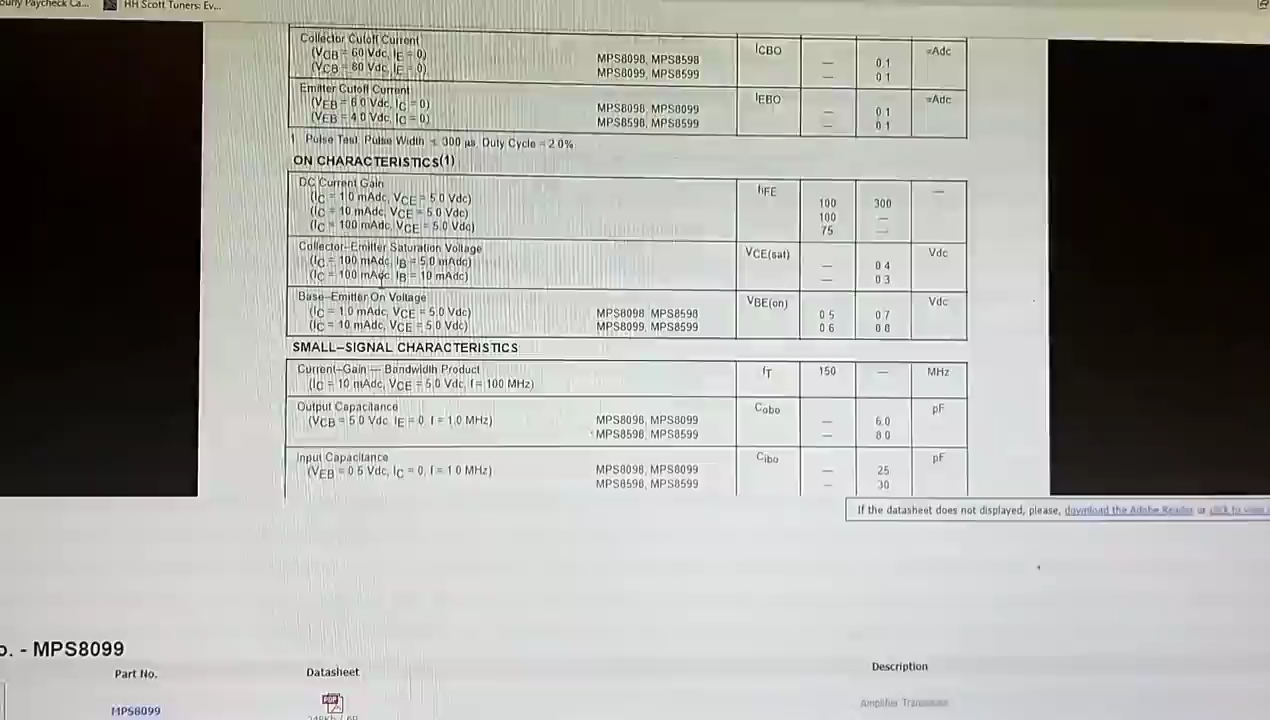 HH Scott Tuners: Ev...
Collector Cutoff Current
(VCB = 60 Vdc, IE = 0)
(VCB = 80 Vdc, IE = 0)
MPS8098, MPS8598
MPS8099, MPS8599
ICBO
—
—
0.1
0.1
Adc
Emitter Cutoff Current
(VEB = 6.0 Vdc, IC = 0)
(VEB = 4.0 Vdc, IC = 0)
MPS8098, MPS8099
MPS8598, MPS8599
IEBO
—
—
0.1
0.1
Adc
1. Pulse Test: Pulse Width ≤ 300 µs, Duty Cycle = 2.0%
ON CHARACTERISTICS(1)
DC Current Gain
(IC = 1.0 mAdc, VCE = 5.0 Vdc)
(IC = 10 mAdc, VCE = 5.0 Vdc)
(IC = 100 mAdc, VCE = 5.0 Vdc)
hFE
100
100
75
300
—
—
—
Collector–Emitter Saturation Voltage
(IC = 100 mAdc, IB = 5.0 mAdc)
(IC = 100 mAdc, IB = 10 mAdc)
VCE(sat)
—
—
0.4
0.3
Vdc
Base–Emitter On Voltage
(IC = 1.0 mAdc, VCE = 5.0 Vdc)
(IC = 10 mAdc, VCE = 5.0 Vdc)
MPS8098, MPS8598
MPS8099, MPS8599
VBE(on)
0.5
0.6
0.7
0.8
Vdc
SMALL–SIGNAL CHARACTERISTICS
Current–Gain — Bandwidth Product
(IC = 10 mAdc, VCE = 5.0 Vdc, f = 100 MHz)
fT
150
—
MHz
Output Capacitance
(VCB = 5.0 Vdc, IE = 0, f = 1.0 MHz)
MPS8098, MPS8099
MPS8598, MPS8599
Cobo
—
—
6.0
8.0
pF
Input Capacitance
(VEB = 0.5 Vdc, IC = 0, f = 1.0 MHz)
MPS8098, MPS8099
MPS8598, MPS8599
Cibo
—
—
25
30
pF
If the datasheet does not displayed, please, download the Adobe Reader or click to view
. - MPS8099
Part No.
Datasheet
Description
MPS8099
PDF
Amplifier Transistor